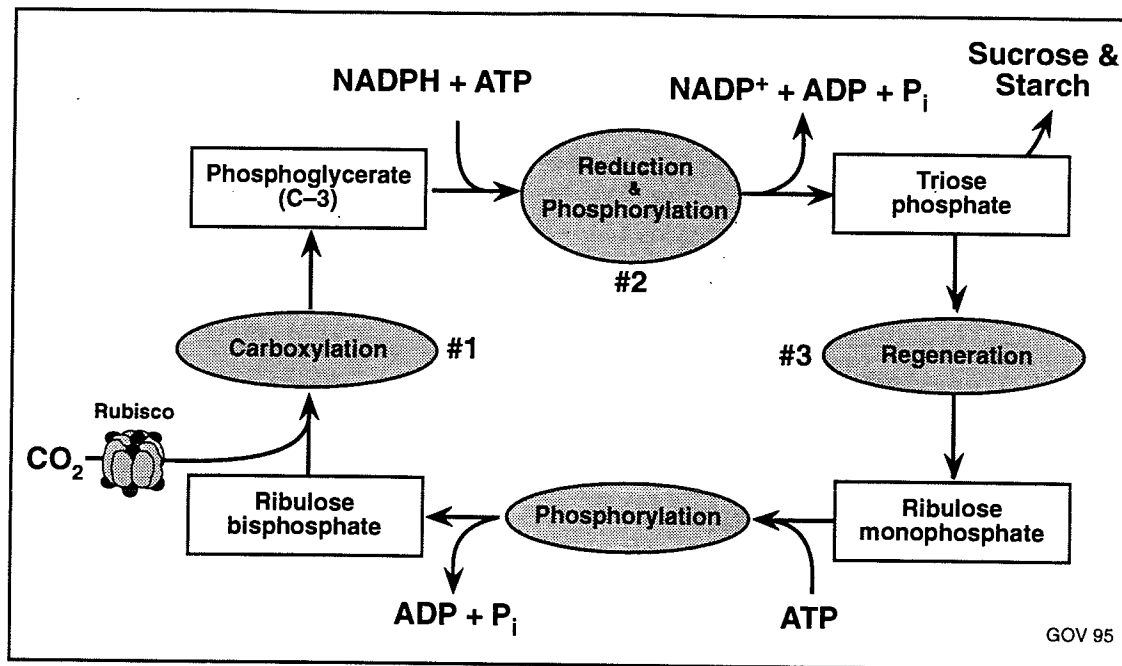 NADPH + ATP
NADP⁺ + ADP + Pᵢ
Sucrose &
Starch
Phosphoglycerate
(C–3)
Reduction
&
Phosphorylation
#2
Triose
phosphate
Carboxylation
#1
#3
Regeneration
Rubisco
CO₂
Ribulose
bisphosphate
Phosphorylation
Ribulose
monophosphate
ADP + Pᵢ
ATP
GOV 95